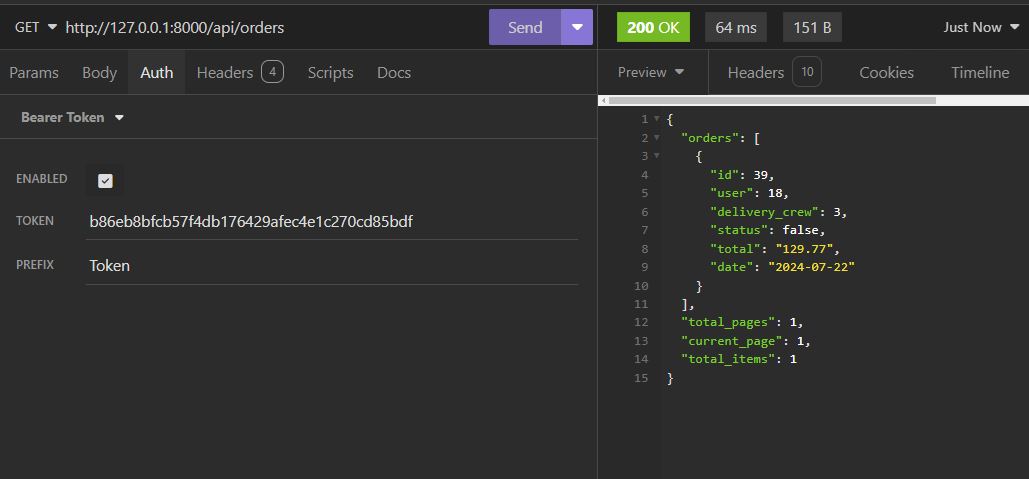 GET http://127.0.0.1:8000/api/orders Send
Params Body Auth Headers 4 Scripts Docs
Bearer Token
ENABLED
TOKEN b86eb8bfcb57f4db176429afec4e1c270cd85bdf
PREFIX Token
200 OK 64 ms 151 B Just Now
Preview Headers 10 Cookies Timeline
1 {
2 "orders": [
3 {
4 "id": 39,
5 "user": 18,
6 "delivery_crew": 3,
7 "status": false,
8 "total": "129.77",
9 "date": "2024-07-22"
10 }
11 ],
12 "total_pages": 1,
13 "current_page": 1,
14 "total_items": 1
15 }